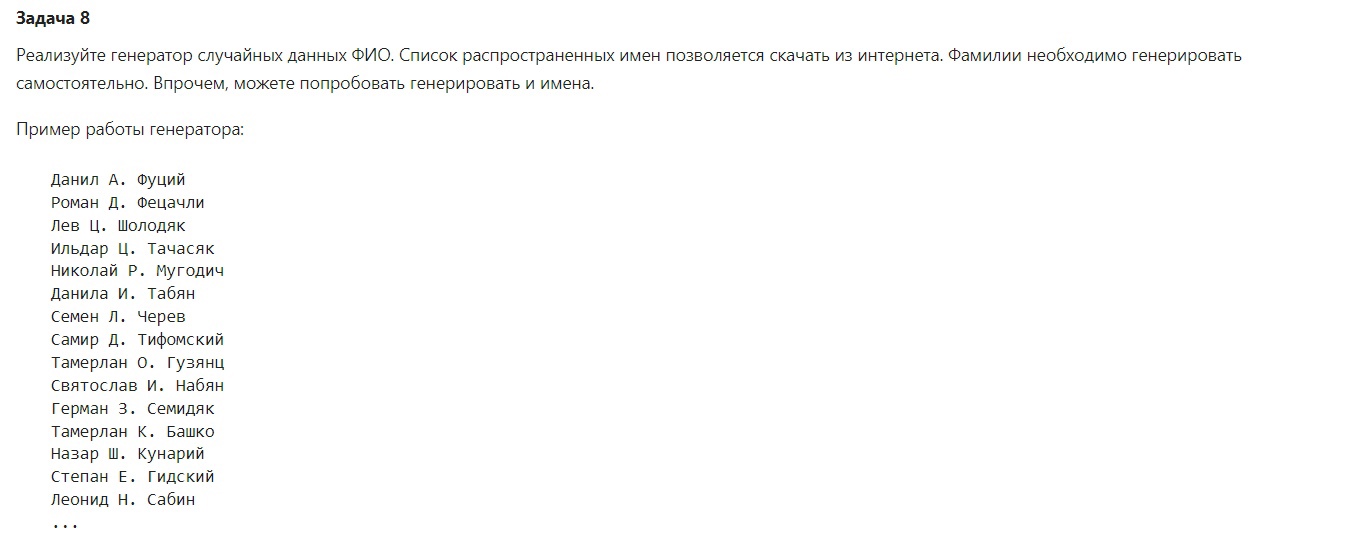 Задача 8
Реализуйте генератор случайных данных ФИО. Список распространенных имен позволяется скачать из интернета. Фамилии необходимо генерировать
самостоятельно. Впрочем, можете попробовать генерировать и имена.
Пример работы генератора:
Данил А. Фуций
Роман Д. Фецачли
Лев Ц. Шолодяк
Ильдар Ц. Тачасяк
Николай Р. Мугодич
Данила И. Табян
Семен Л. Черев
Самир Д. Тифомский
Тамерлан О. Гузянц
Святослав И. Набян
Герман З. Семидяк
Тамерлан К. Башко
Назар Ш. Кунарий
Степан Е. Гидский
Леонид Н. Сабин
...